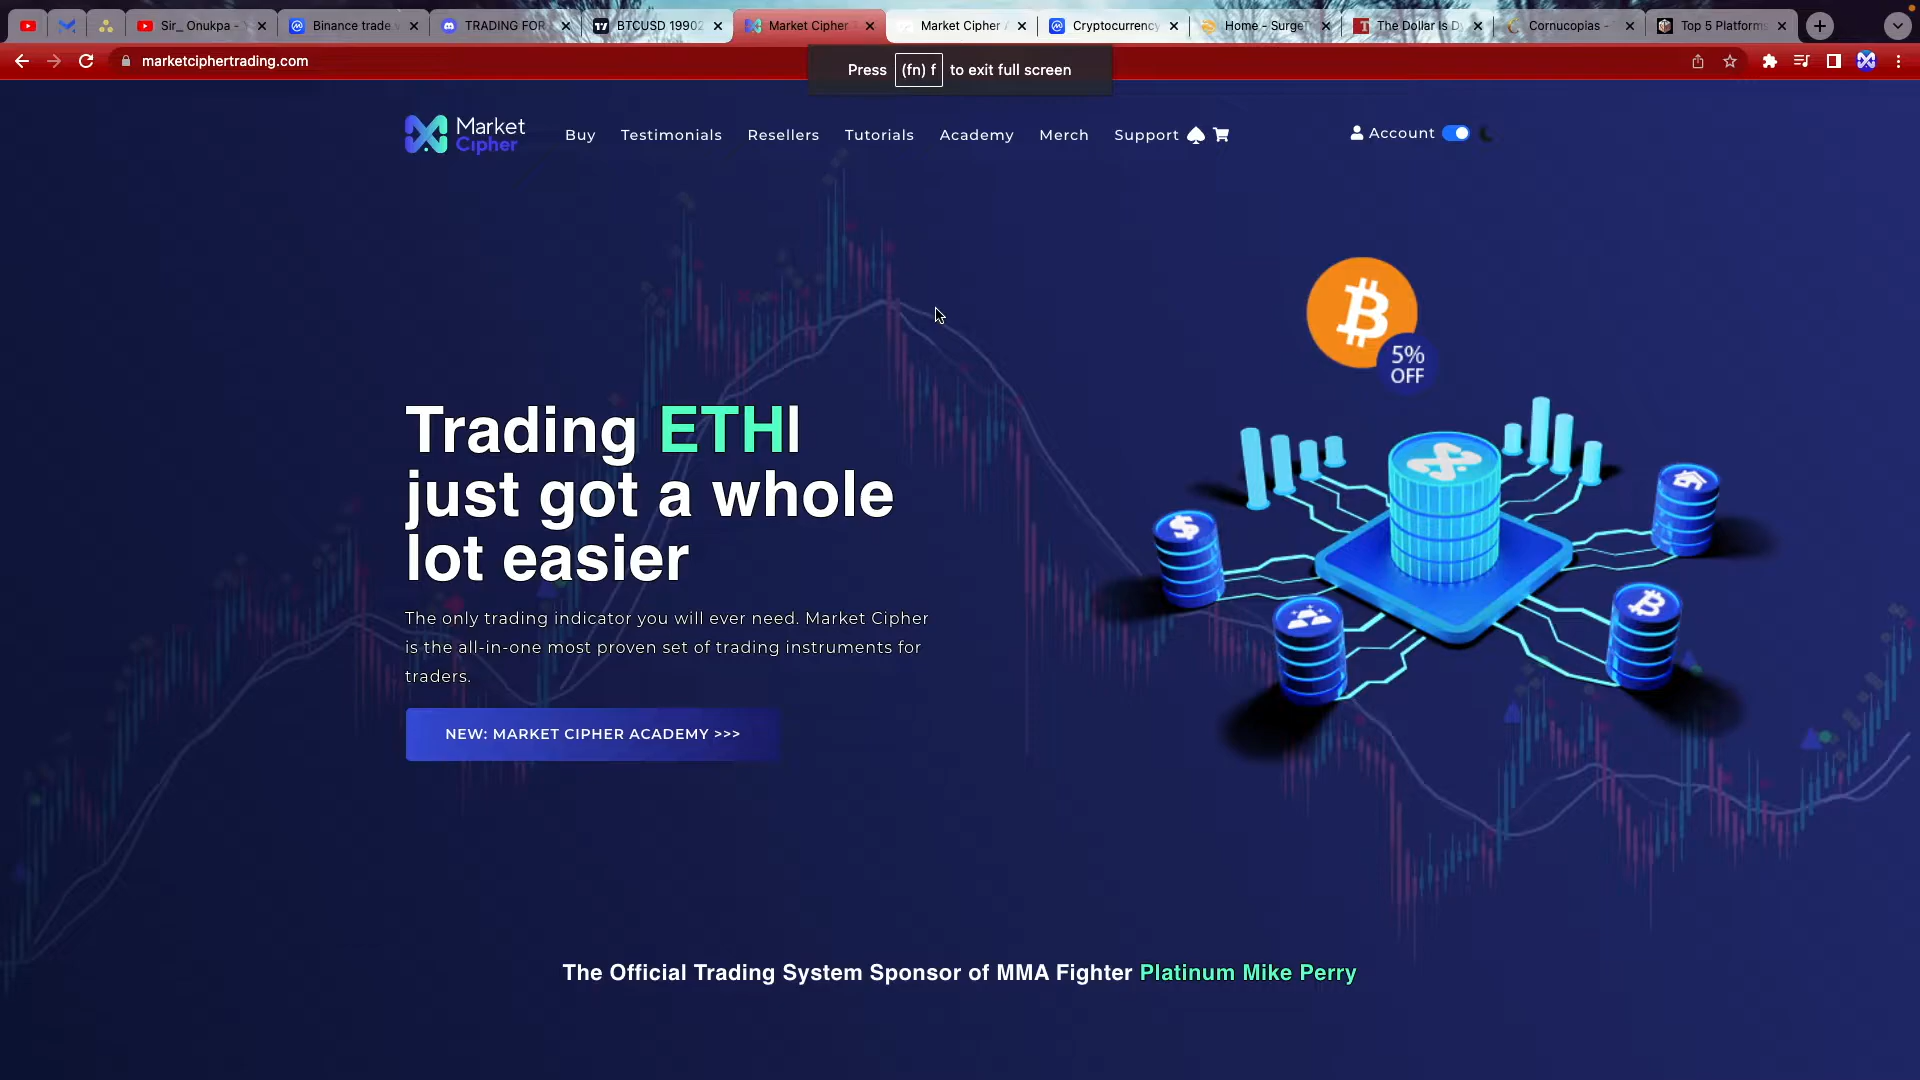 Sir_ Onukpa -
Binance trade
TRADING FOR
BTCUSD 19902
Market Cipher
Market Cipher
Cryptocurrency
Home - Surge
The Dollar Is D
Cornucopias -
Top 5 Platforms
marketciphertrading.com
Press (fn) f to exit full screen
Market
Cipher
Buy
Testimonials
Resellers
Tutorials
Academy
Merch
Support
Account
5%
OFF
Trading ETH|
just got a whole
lot easier
The only trading indicator you will ever need. Market Cipher
is the all-in-one most proven set of trading instruments for
traders.
NEW: MARKET CIPHER ACADEMY >>>
The Official Trading System Sponsor of MMA Fighter Platinum Mike Perry